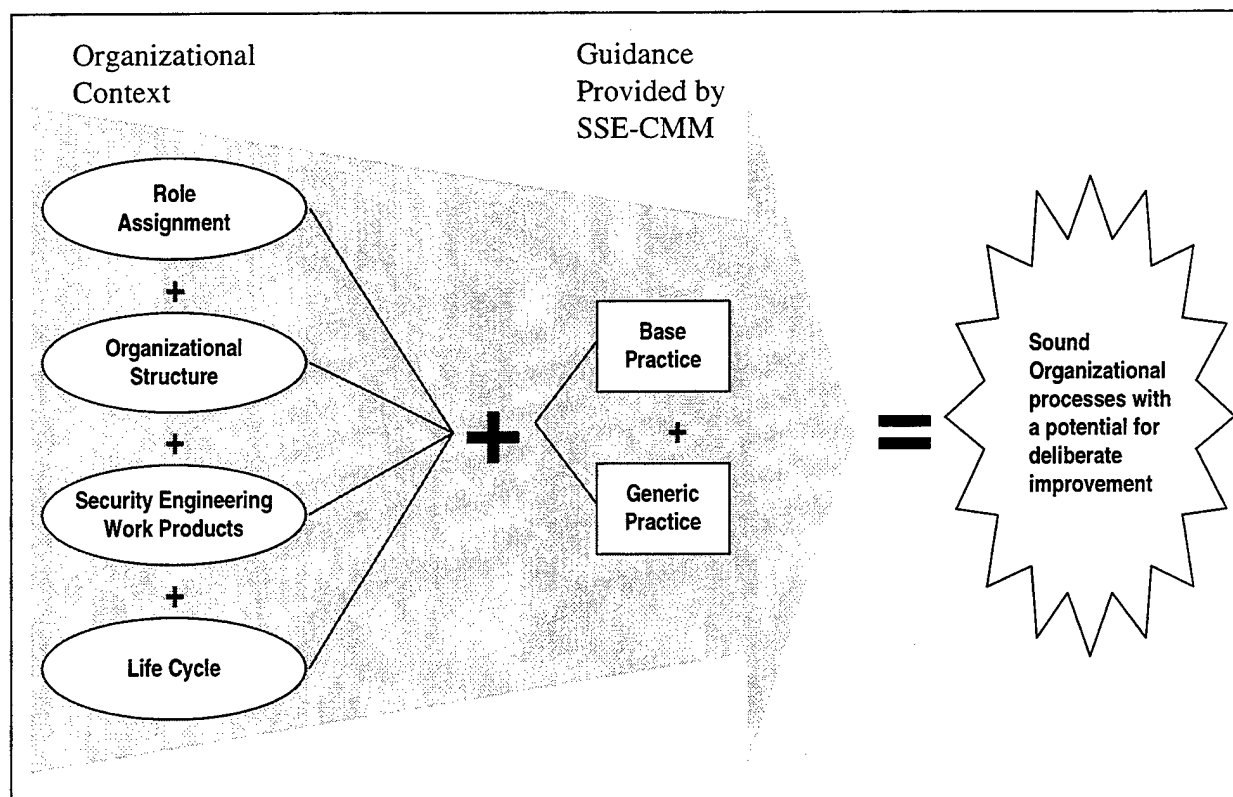 Organizational
Context
Guidance
Provided by
SSE-CMM
Role
Assignment
+
Organizational
Structure
+
Security Engineering
Work Products
+
Life Cycle
+
Base
Practice
+
Generic
Practice
=
Sound
Organizational
processes with
a potential for
deliberate
improvement